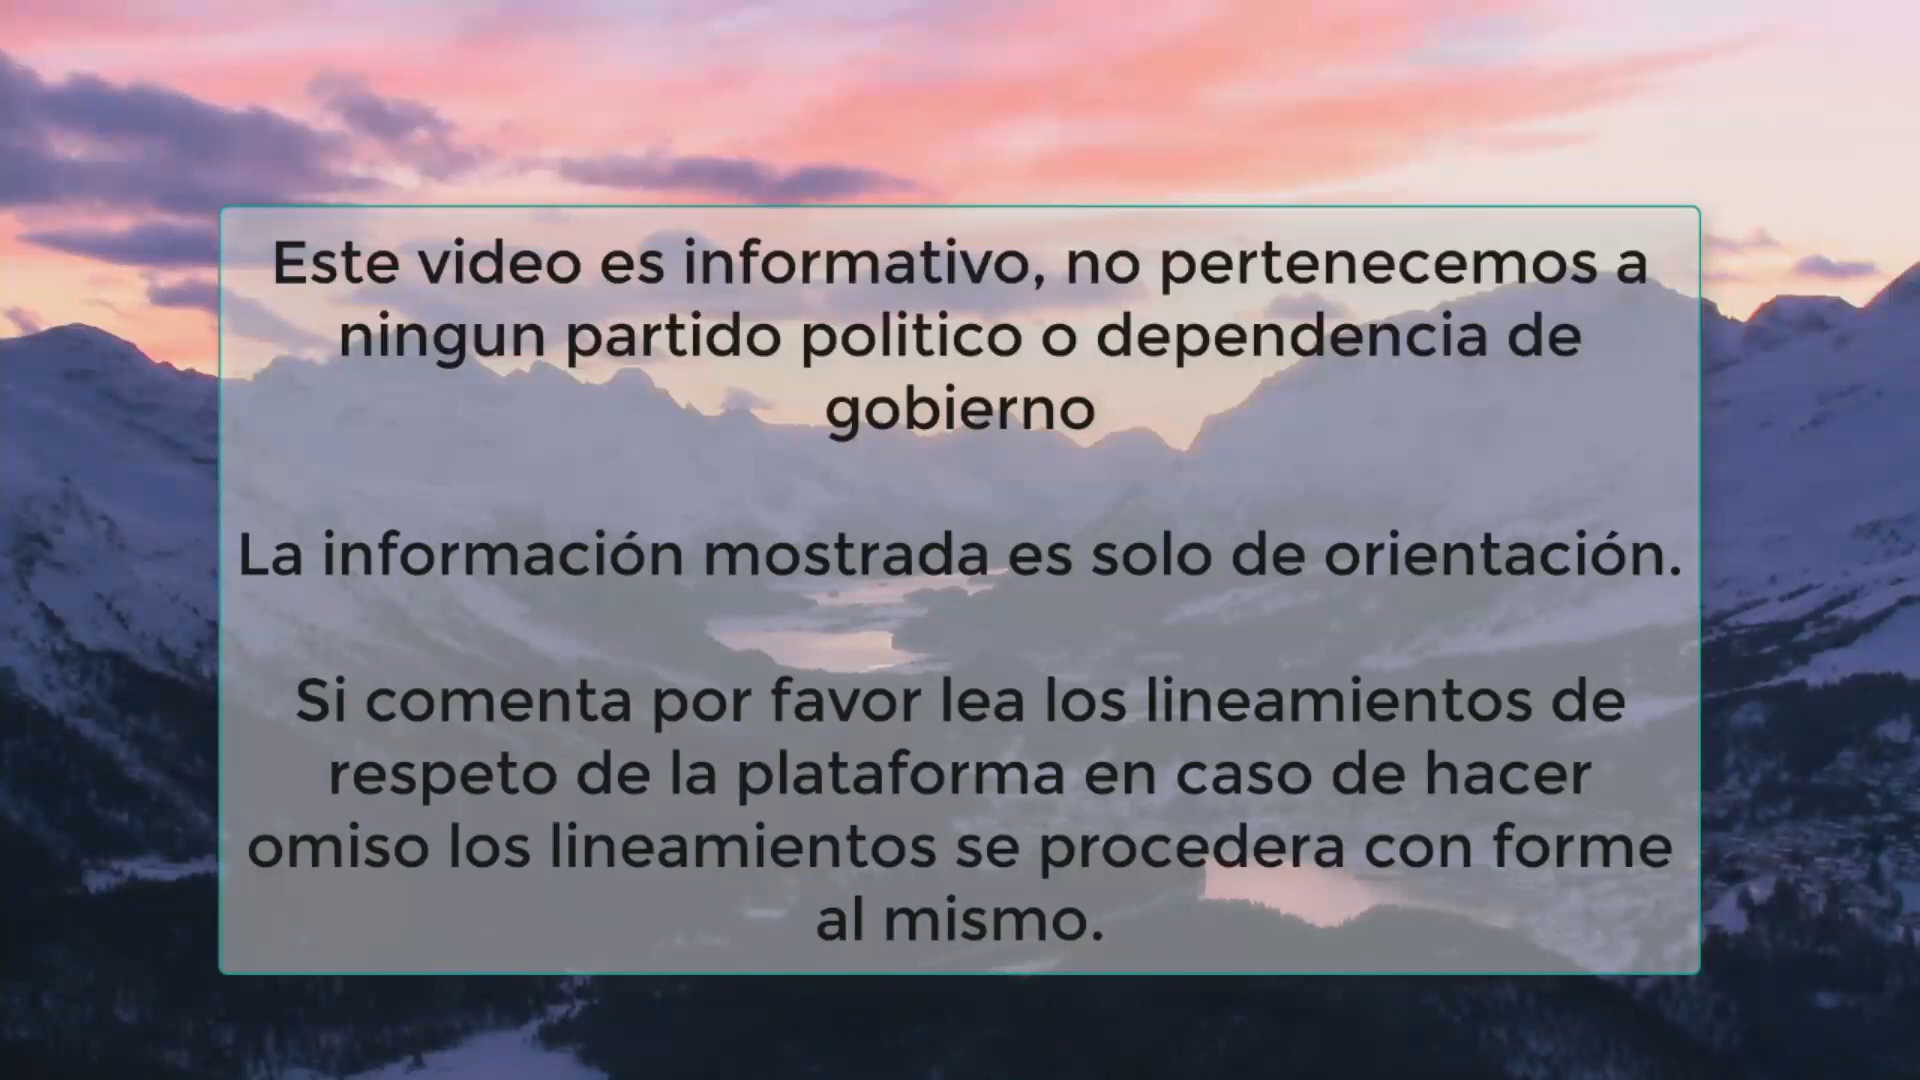 Este video es informativo, no pertenecemos a
ningun partido politico o dependencia de
gobierno
La información mostrada es solo de orientación.
Si comenta por favor lea los lineamientos de
respeto de la plataforma en caso de hacer
omiso los lineamientos se procedera con forme
al mismo.